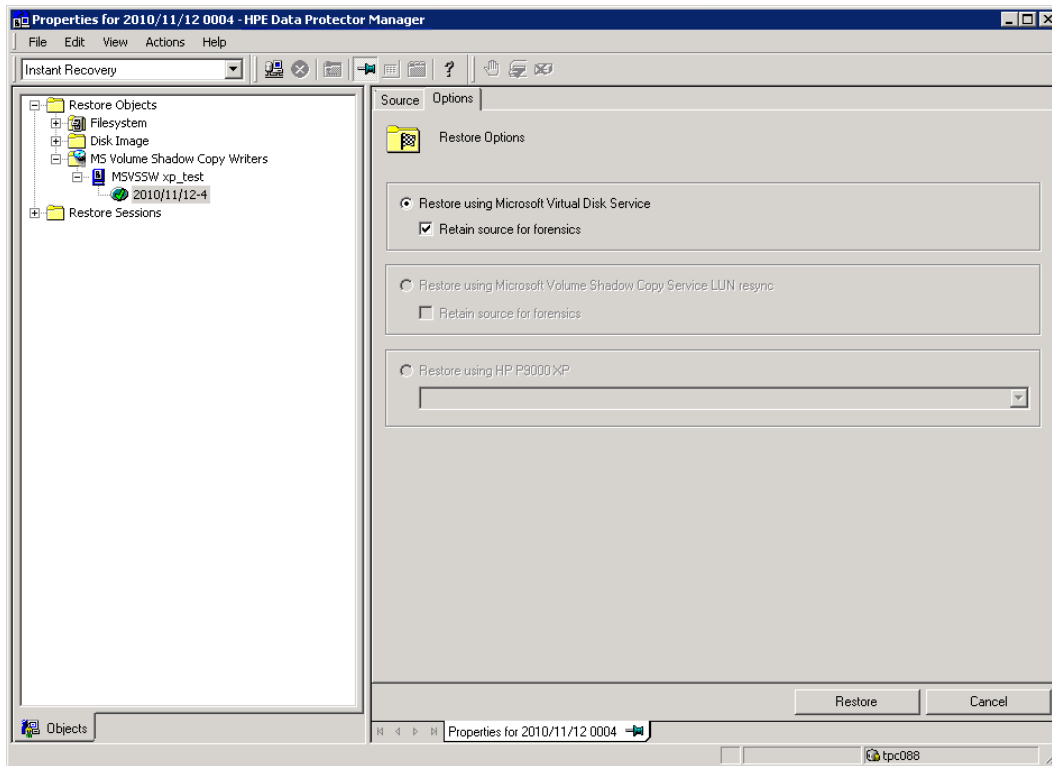 Properties for 2010/11/12 0004 - HPE Data Protector Manager
File Edit View Actions Help
Instant Recovery
Restore Objects
Filesystem
Disk Image
MS Volume Shadow Copy Writers
MSVSSW xp_test
2010/11/12-4
Restore Sessions
Objects
Source Options
Restore Options
Restore using Microsoft Virtual Disk Service
Retain source for forensics
Restore using Microsoft Volume Shadow Copy Service LUN resync
Retain source for forensics
Restore using HP P9000 XP
Restore Cancel
Properties for 2010/11/12 0004
tpc088